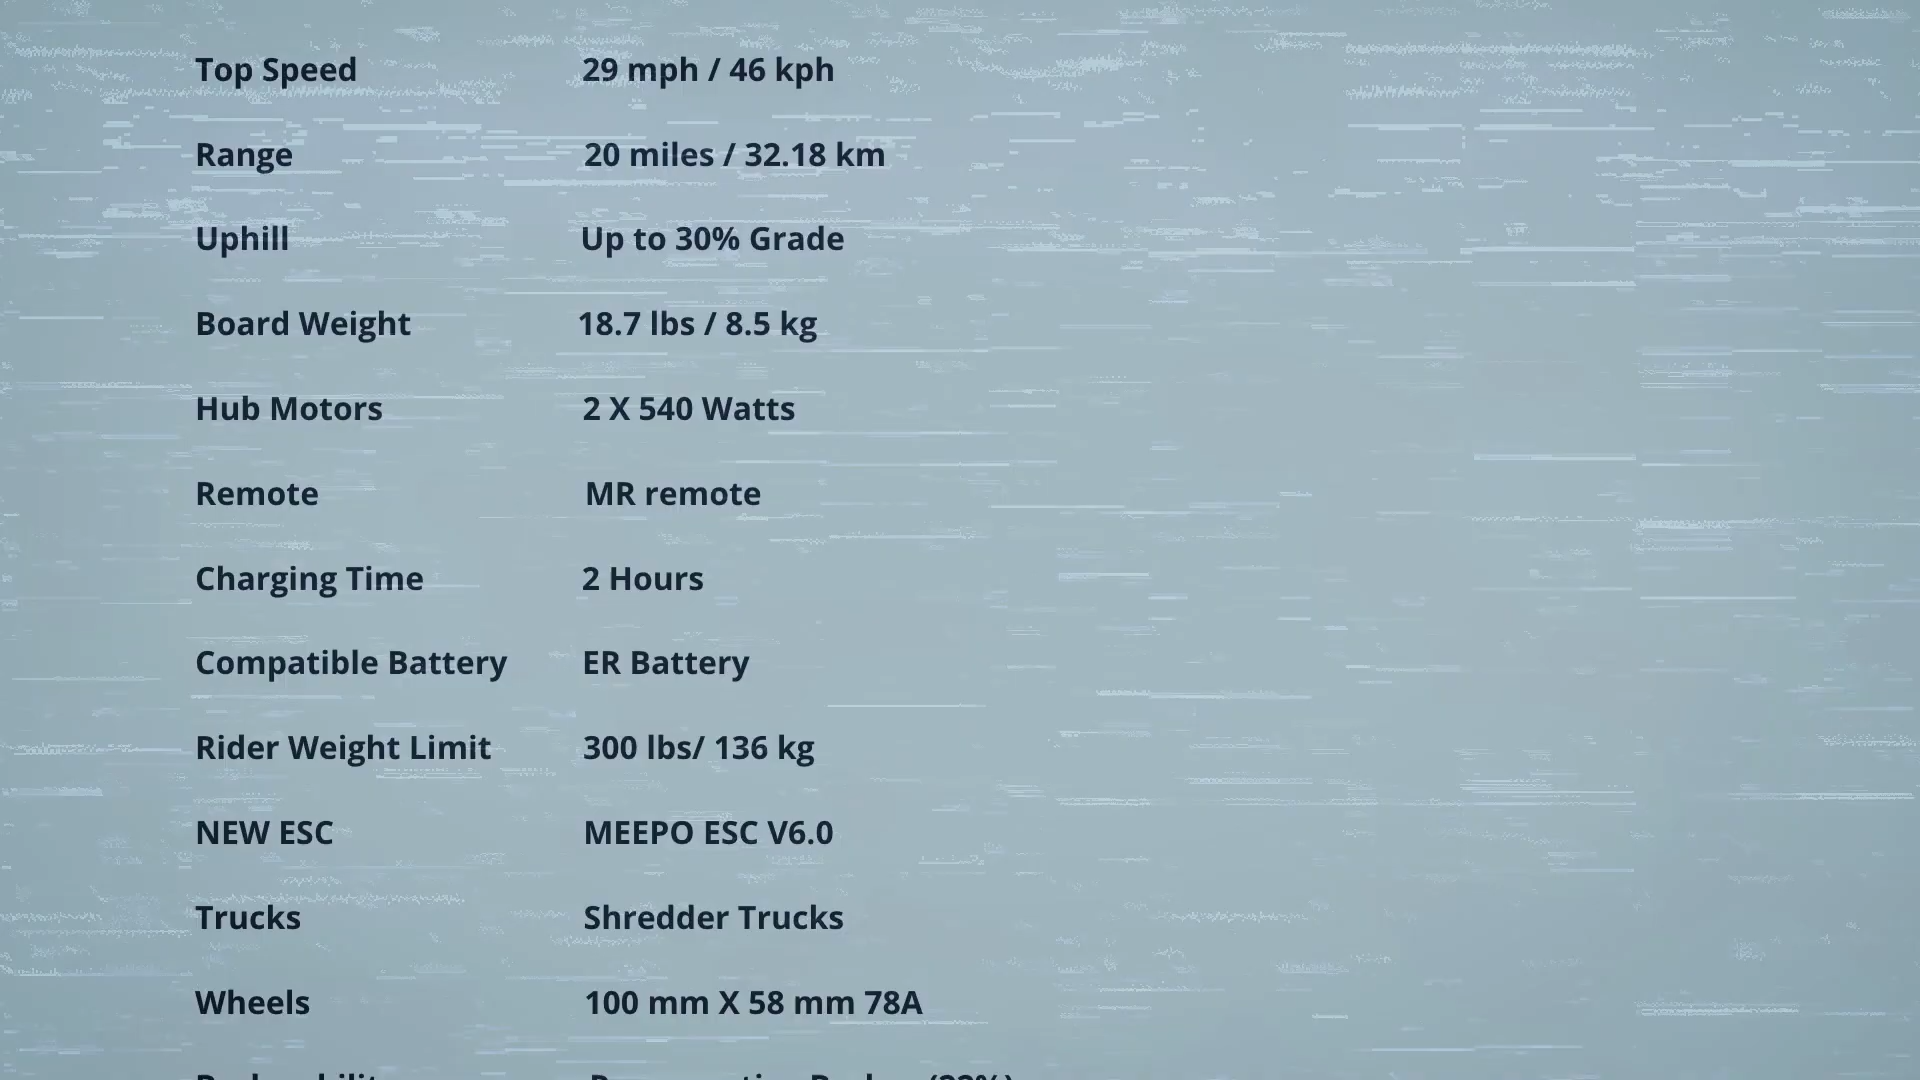 Top Speed 29 mph / 46 kph
Range 20 miles / 32.18 km
Uphill Up to 30% Grade
Board Weight 18.7 lbs / 8.5 kg
Hub Motors 2 X 540 Watts
Remote MR remote
Charging Time 2 Hours
Compatible Battery ER Battery
Rider Weight Limit 300 lbs/ 136 kg
NEW ESC MEEPO ESC V6.0
Trucks Shredder Trucks
Wheels 100 mm X 58 mm 78A